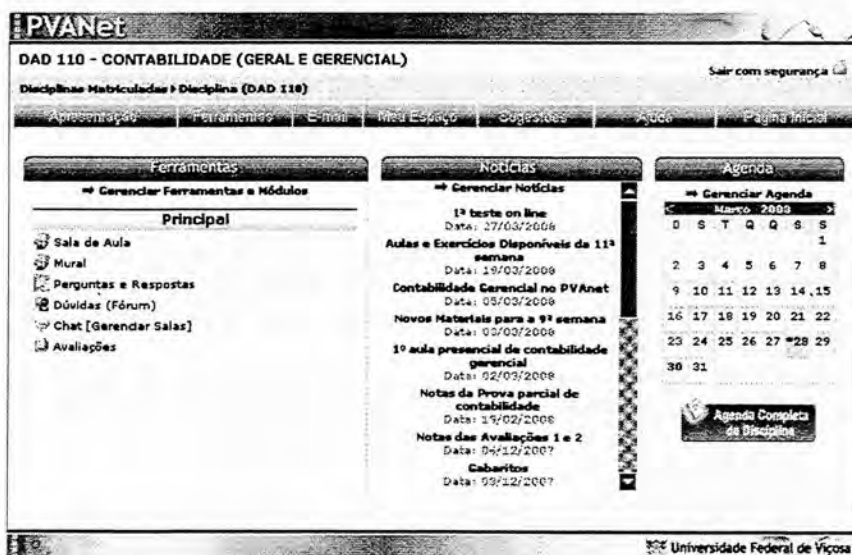 PVANet
DAD 110 - CONTABILIDADE (GERAL E GERENCIAL)
Sair com segurança
Disciplinas Matriculadas Disciplina (DAD 110)
Apresentação Ferramentas E-mail Meu Espaço Sugestões Ajuda Página Inicial
Ferramentas
➡ Gerenciar Ferramentas e Módulos
Principal
Sala de Aula
Mural
Perguntas e Respostas
Dúvidas (Fórum)
Chat [Gerenciar Salas]
Avaliações
Notícias
➡ Gerenciar Notícias
1ª teste on line
Data: 27/03/2008
Aulas e Exercícios Disponíveis da 11ª
semana
Data: 19/03/2008
Contabilidade Gerencial no PVAnet
Data: 05/03/2008
Novos Materiais para a 9ª semana
Data: 03/03/2008
1º aula presencial de contabilidade
gerencial
Data: 02/03/2008
Notas da Prova parcial de
contabilidade
Data: 15/02/2008
Notas das Avaliações 1 e 2
Data: 06/12/2007
Gabaritos
Data: 03/12/2007
Agenda
➡ Gerenciar Agenda
< Março 2008 >
D S T Q Q S S
1
2 3 4 5 6 7 8
9 10 11 12 13 14 15
16 17 18 19 20 21 22
23 24 25 26 27 *28 29
30 31
Agenda Completa
da Disciplina
Universidade Federal de Viçosa